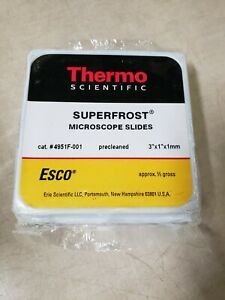 Thermo
SCIENTIFIC
SUPERFROST®
MICROSCOPE SLIDES
cat. #4951F-001 precleaned 3"x1"x1mm
ESCO® approx. ½ gross
Erie Scientific LLC, Portsmouth, New Hampshire 03801 U.S.A.